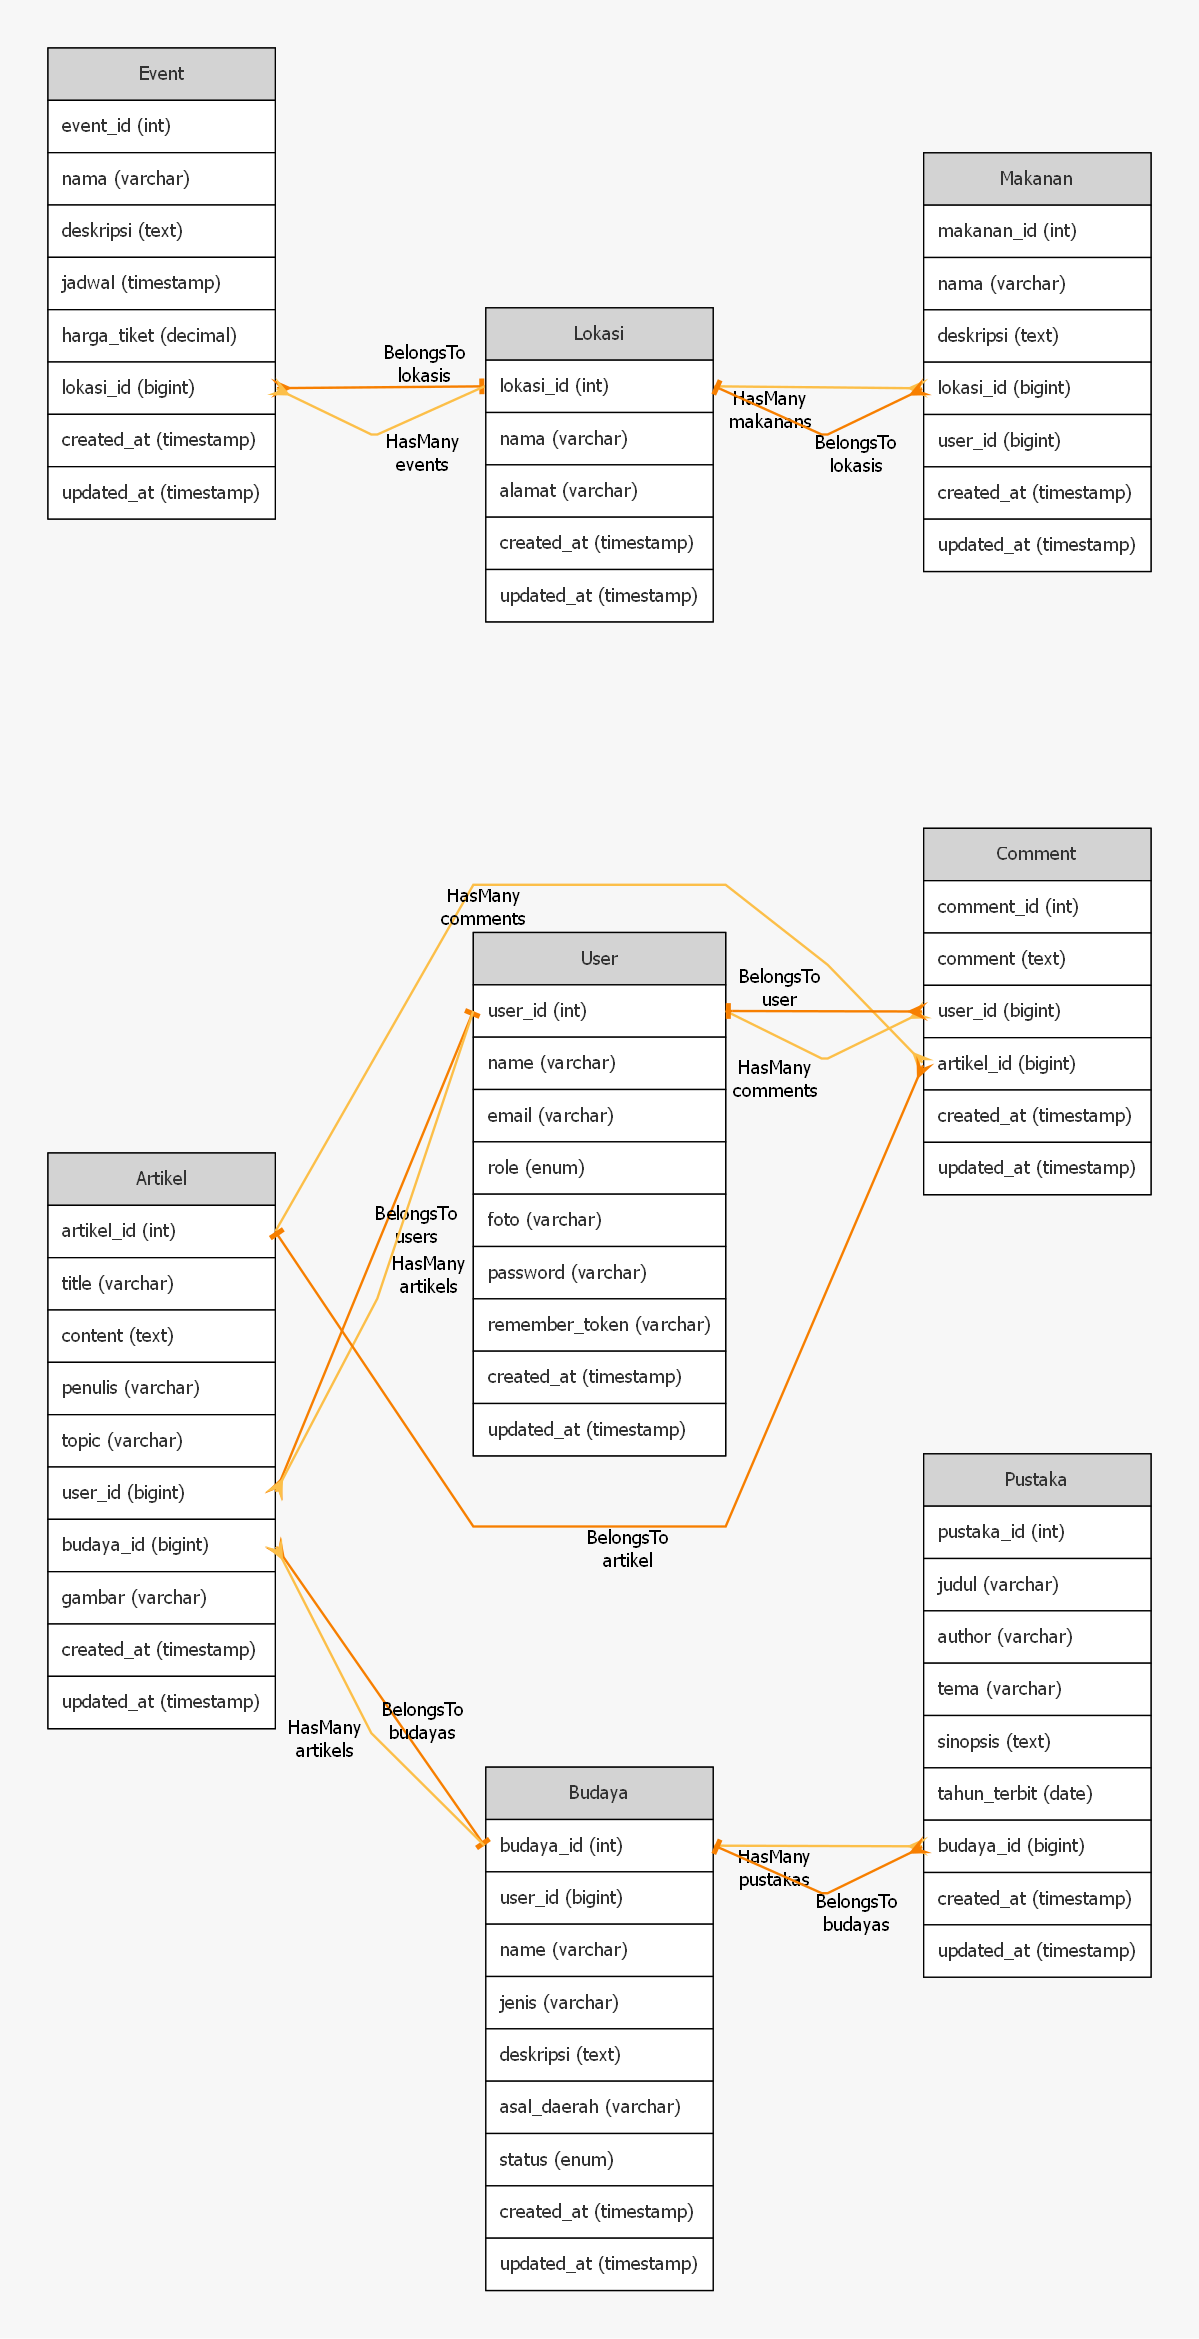 Event
event_id (int)
nama (varchar)
deskripsi (text)
jadwal (timestamp)
harga_tiket (decimal)
lokasi_id (bigint)
created_at (timestamp)
updated_at (timestamp)
BelongsTo
lokasis
HasMany
events
Lokasi
lokasi_id (int)
nama (varchar)
alamat (varchar)
created_at (timestamp)
updated_at (timestamp)
HasMany
makanans
BelongsTo
lokasis
Makanan
makanan_id (int)
nama (varchar)
deskripsi (text)
lokasi_id (bigint)
user_id (bigint)
created_at (timestamp)
updated_at (timestamp)
HasMany
comments
User
user_id (int)
name (varchar)
email (varchar)
role (enum)
foto (varchar)
password (varchar)
remember_token (varchar)
created_at (timestamp)
updated_at (timestamp)
BelongsTo
user
HasMany
comments
Comment
comment_id (int)
comment (text)
user_id (bigint)
artikel_id (bigint)
created_at (timestamp)
updated_at (timestamp)
Artikel
artikel_id (int)
title (varchar)
content (text)
penulis (varchar)
topic (varchar)
user_id (bigint)
budaya_id (bigint)
gambar (varchar)
created_at (timestamp)
updated_at (timestamp)
BelongsTo
users
HasMany
artikels
BelongsTo
artikel
HasMany
artikels
BelongsTo
budayas
Budaya
budaya_id (int)
user_id (bigint)
name (varchar)
jenis (varchar)
deskripsi (text)
asal_daerah (varchar)
status (enum)
created_at (timestamp)
updated_at (timestamp)
HasMany
pustakas
BelongsTo
budayas
Pustaka
pustaka_id (int)
judul (varchar)
author (varchar)
tema (varchar)
sinopsis (text)
tahun_terbit (date)
budaya_id (bigint)
created_at (timestamp)
updated_at (timestamp)